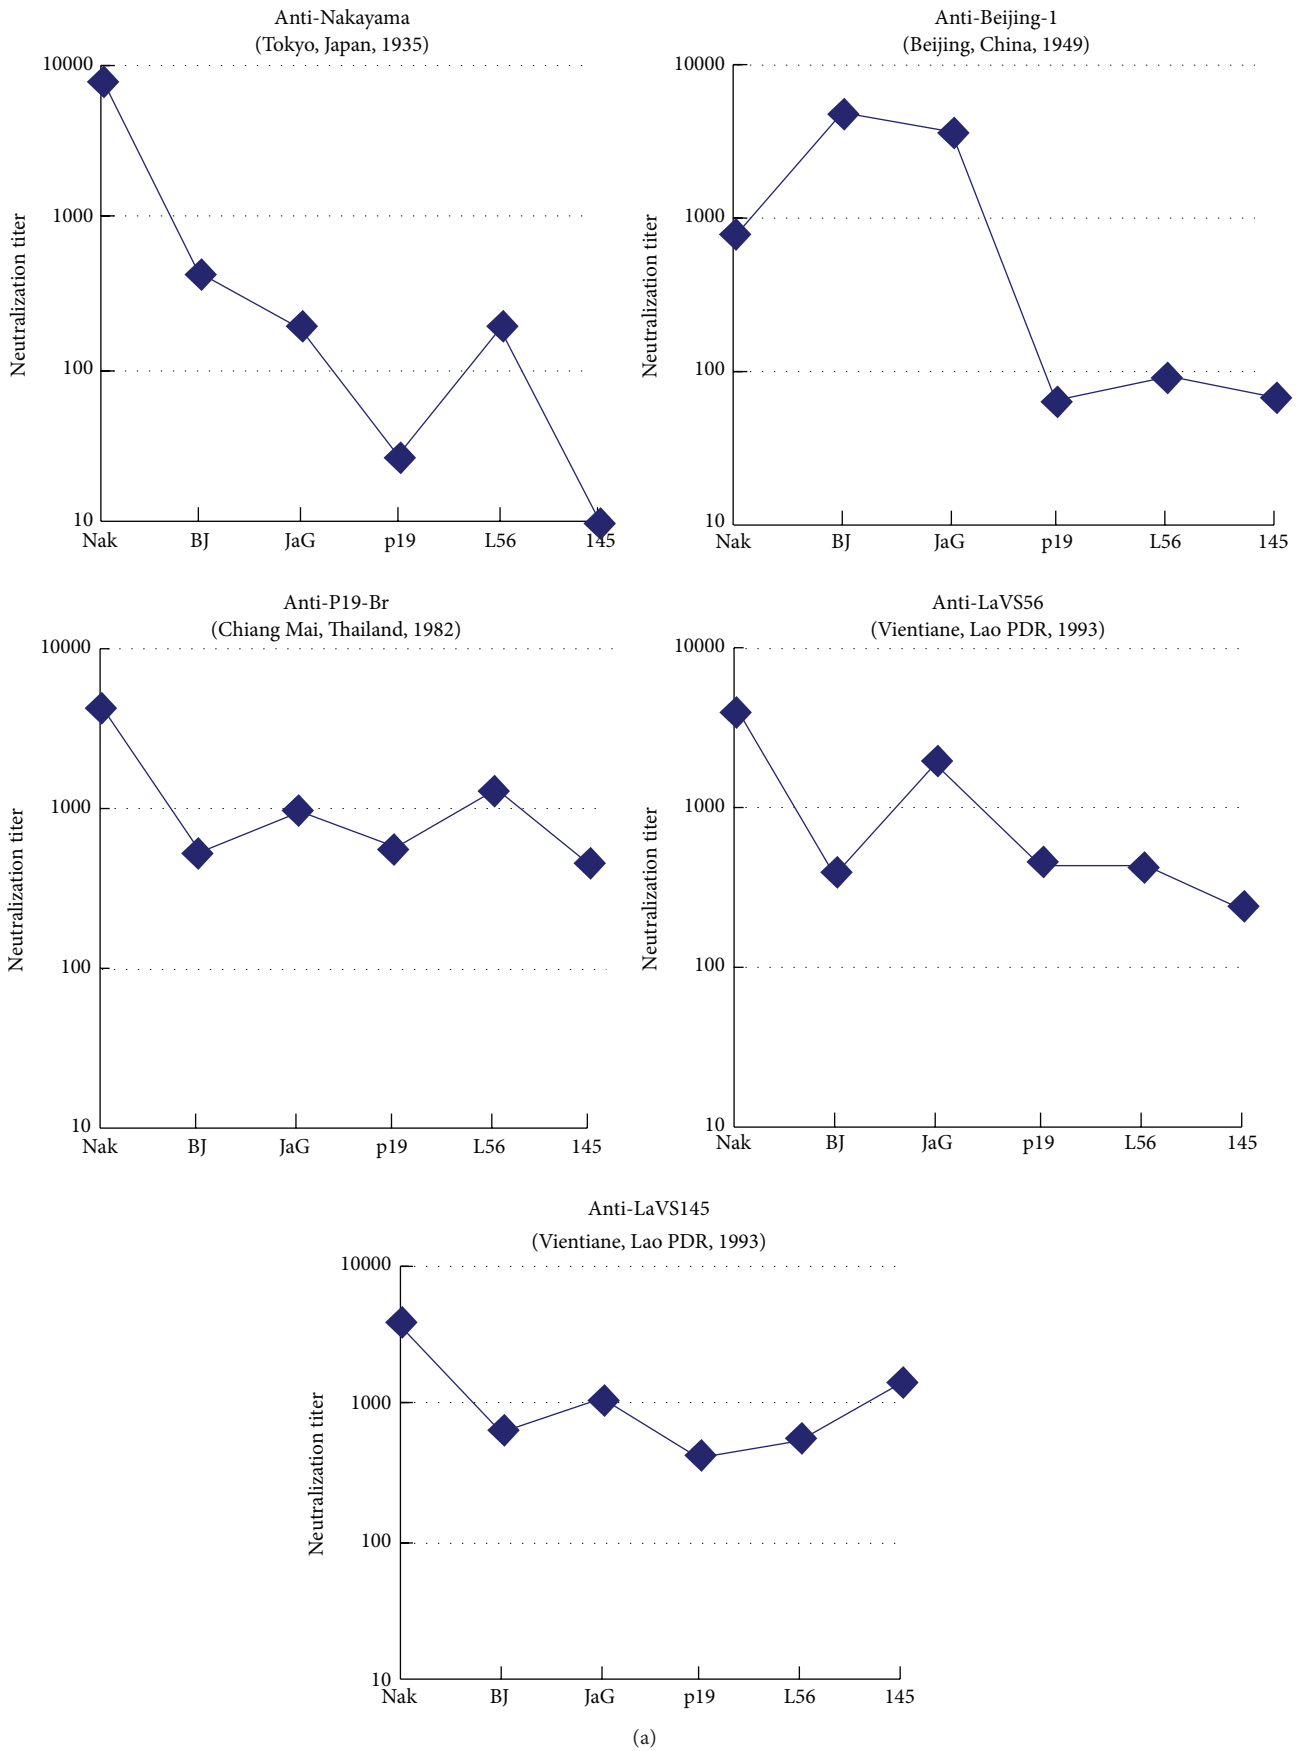 Anti-Nakayama
(Tokyo, Japan, 1935)
10000
1000
100
10
Neutralization titer
Nak BJ JaG p19 L56 145
Anti-Beijing-1
(Beijing, China, 1949)
10000
1000
100
10
Neutralization titer
Nak BJ JaG p19 L56 145
Anti-P19-Br
(Chiang Mai, Thailand, 1982)
10000
1000
100
10
Neutralization titer
Nak BJ JaG p19 L56 145
Anti-LaVS56
(Vientiane, Lao PDR, 1993)
10000
1000
100
10
Neutralization titer
Nak BJ JaG p19 L56 145
Anti-LaVS145
(Vientiane, Lao PDR, 1993)
10000
1000
100
10
Neutralization titer
Nak BJ JaG p19 L56 145
(a)